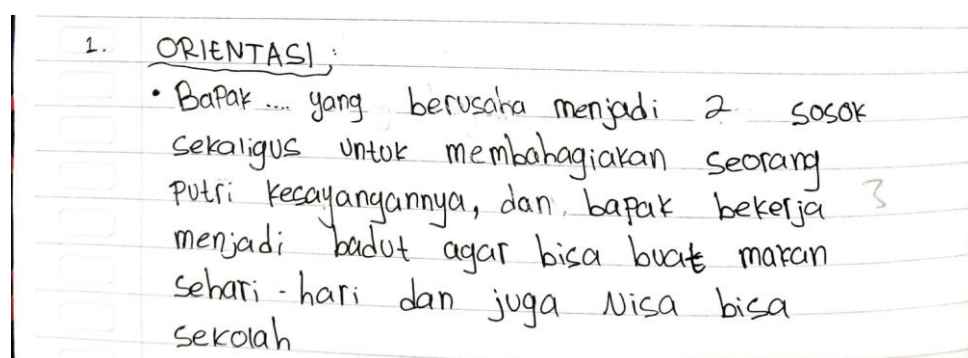 1. ORIENTASI :
• Bapak .... yang berusaha menjadi 2 sosok
sekaligus untuk membahagiakan seorang
putri kesayangannya, dan bapak bekerja 3
menjadi badut agar bisa buat makan
sehari - hari dan juga Nisa bisa
sekolah